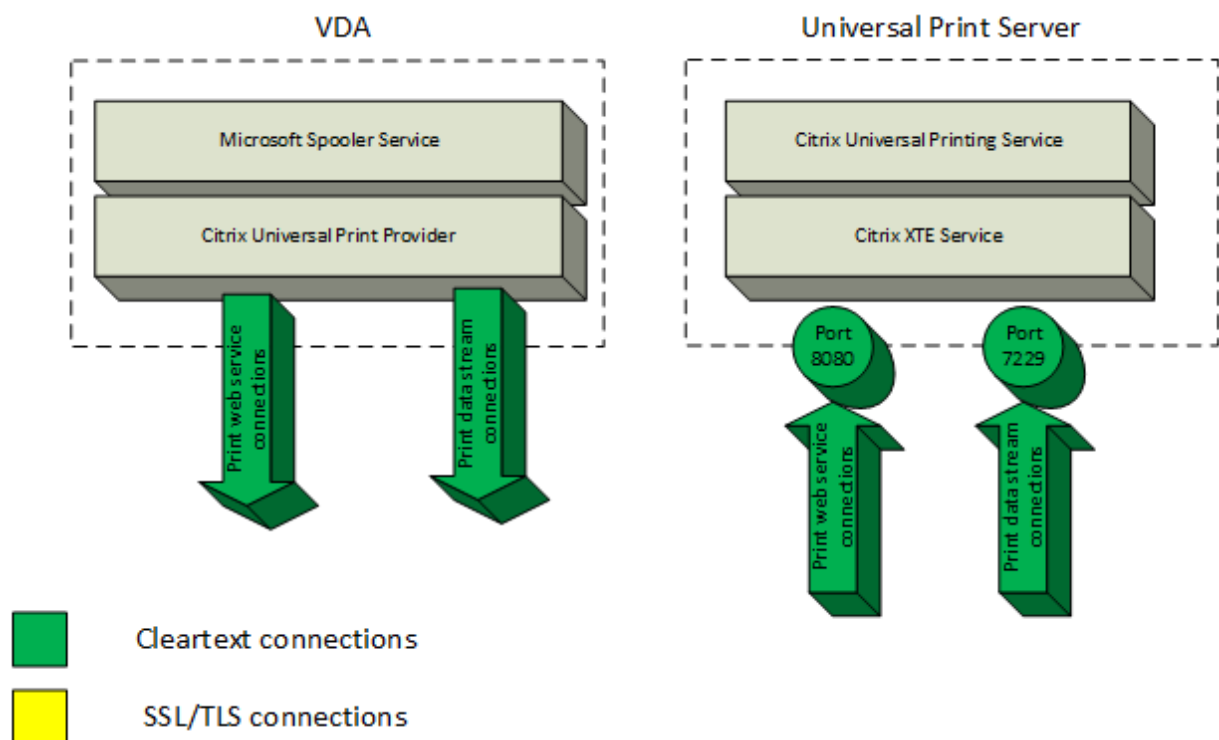 VDA
Universal Print Server
Microsoft Spooler Service
Citrix Universal Print Provider
Citrix Universal Printing Service
Citrix XTE Service
Print web service
connections
Print data stream
connections
Port
8080
Port
7229
Print web service
connections
Print data stream
connections
Cleartext connections
SSL/TLS connections